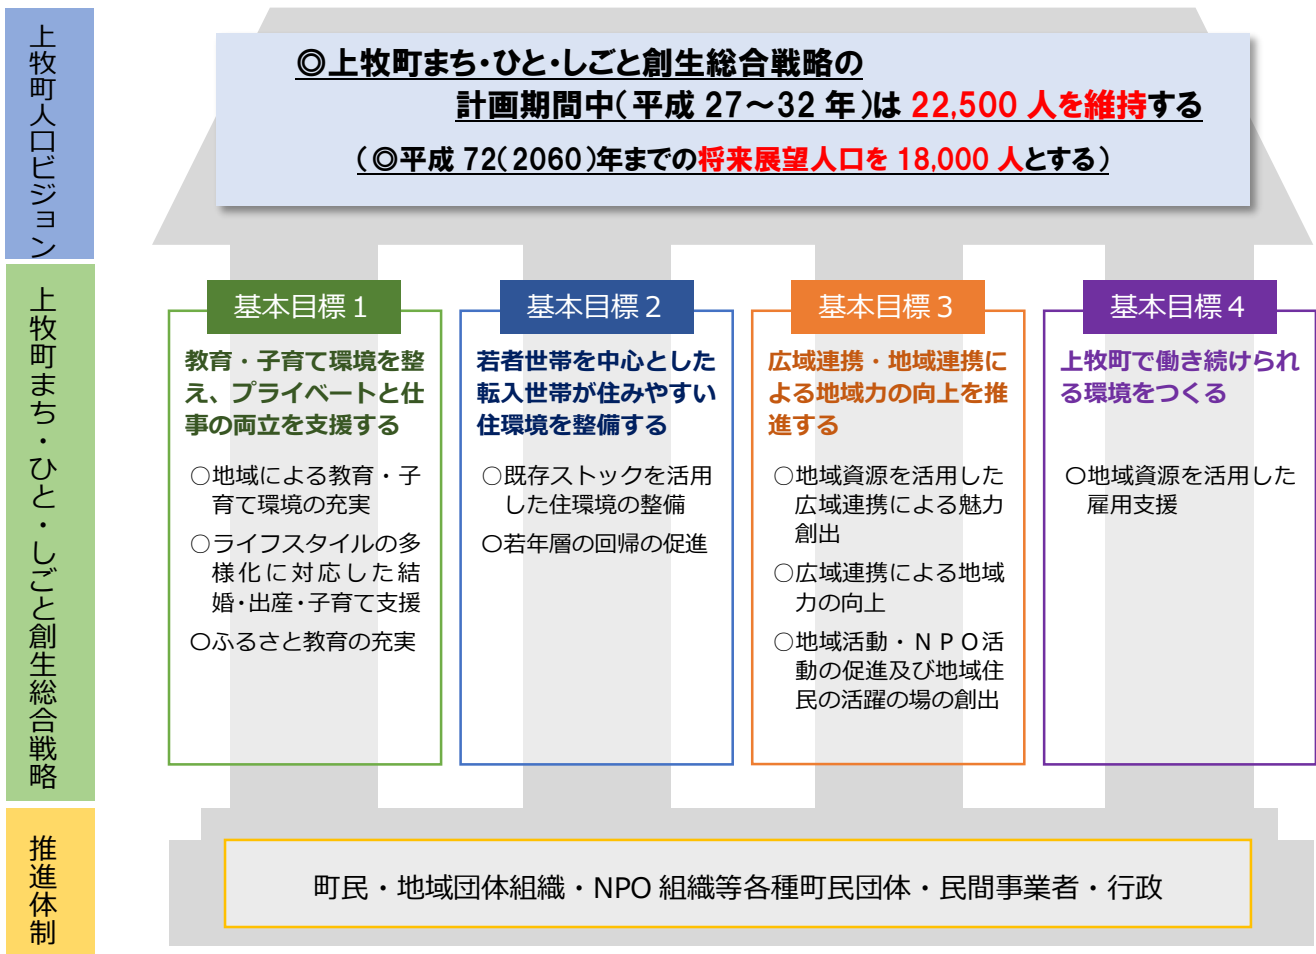 上牧町人口ビジョン
◎上牧町まち・ひと・しごと創生総合戦略の
計画期間中（平成 27～32 年）は 22,500 人を維持する
（◎平成 72（2060）年までの将来展望人口を 18,000 人とする）
上牧町まち・ひと・しごと創生総合戦略
基本目標１
教育・子育て環境を整
え、プライベートと仕
事の両立を支援する
○地域による教育・子
育て環境の充実
○ライフスタイルの多
様化に対応した結
婚・出産・子育て支援
○ふるさと教育の充実
基本目標２
若者世帯を中心とした
転入世帯が住みやすい
住環境を整備する
○既存ストックを活用
した住環境の整備
○若年層の回帰の促進
基本目標３
広域連携・地域連携に
よる地域力の向上を推
進する
○地域資源を活用した
広域連携による魅力
創出
○広域連携による地域
力の向上
○地域活動・ＮＰＯ活
動の促進及び地域住
民の活躍の場の創出
基本目標４
上牧町で働き続けられ
る環境をつくる
○地域資源を活用した
雇用支援
推進体制
町民・地域団体組織・NPO 組織等各種町民団体・民間事業者・行政